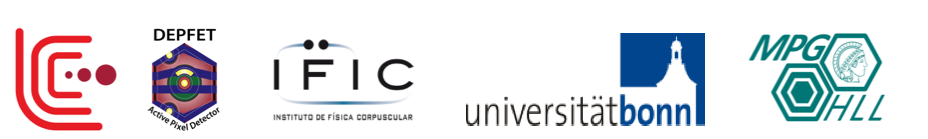 DEPFET
Active Pixel Detector
IFIC
INSTITUTO DE FÍSICA CORPUSCULAR
universitätbonn
MPG
HLL